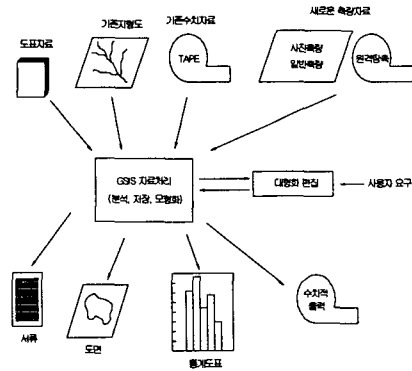 새로운 측량자료
기존지형도
기존수치자료
도표자료
TAPE
사진측량
일반측량
원격탐측
GSIS 자료처리
(분석, 저장, 모형화)
대형화 편집
사용자 요구
서류
도면
통계도표
수치적
출력